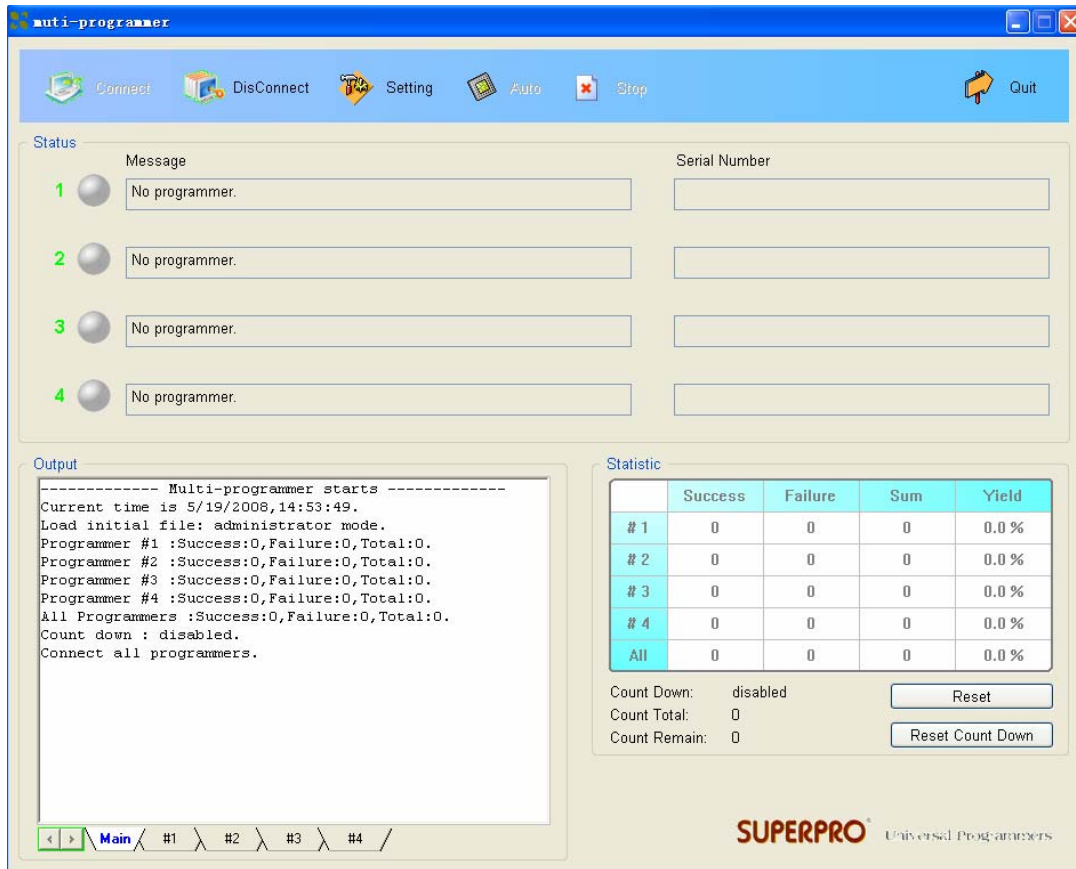 muti-programmer
Connect DisConnect Setting Auto Stop Quit
Status
Message Serial Number
1 No programmer.
2 No programmer.
3 No programmer.
4 No programmer.
Output
------------- Multi-programmer starts -------------
Current time is 5/19/2008,14:53:49.
Load initial file: administrator mode.
Programmer #1 :Success:0,Failure:0,Total:0.
Programmer #2 :Success:0,Failure:0,Total:0.
Programmer #3 :Success:0,Failure:0,Total:0.
Programmer #4 :Success:0,Failure:0,Total:0.
All Programmers :Success:0,Failure:0,Total:0.
Count down : disabled.
Connect all programmers.
Main #1 #2 #3 #4
Statistic
Success Failure Sum Yield
# 1 0 0 0 0.0 %
# 2 0 0 0 0.0 %
# 3 0 0 0 0.0 %
# 4 0 0 0 0.0 %
All 0 0 0 0.0 %
Count Down: disabled
Count Total: 0
Count Remain: 0
Reset
Reset Count Down
SUPERPRO Universal Programmers